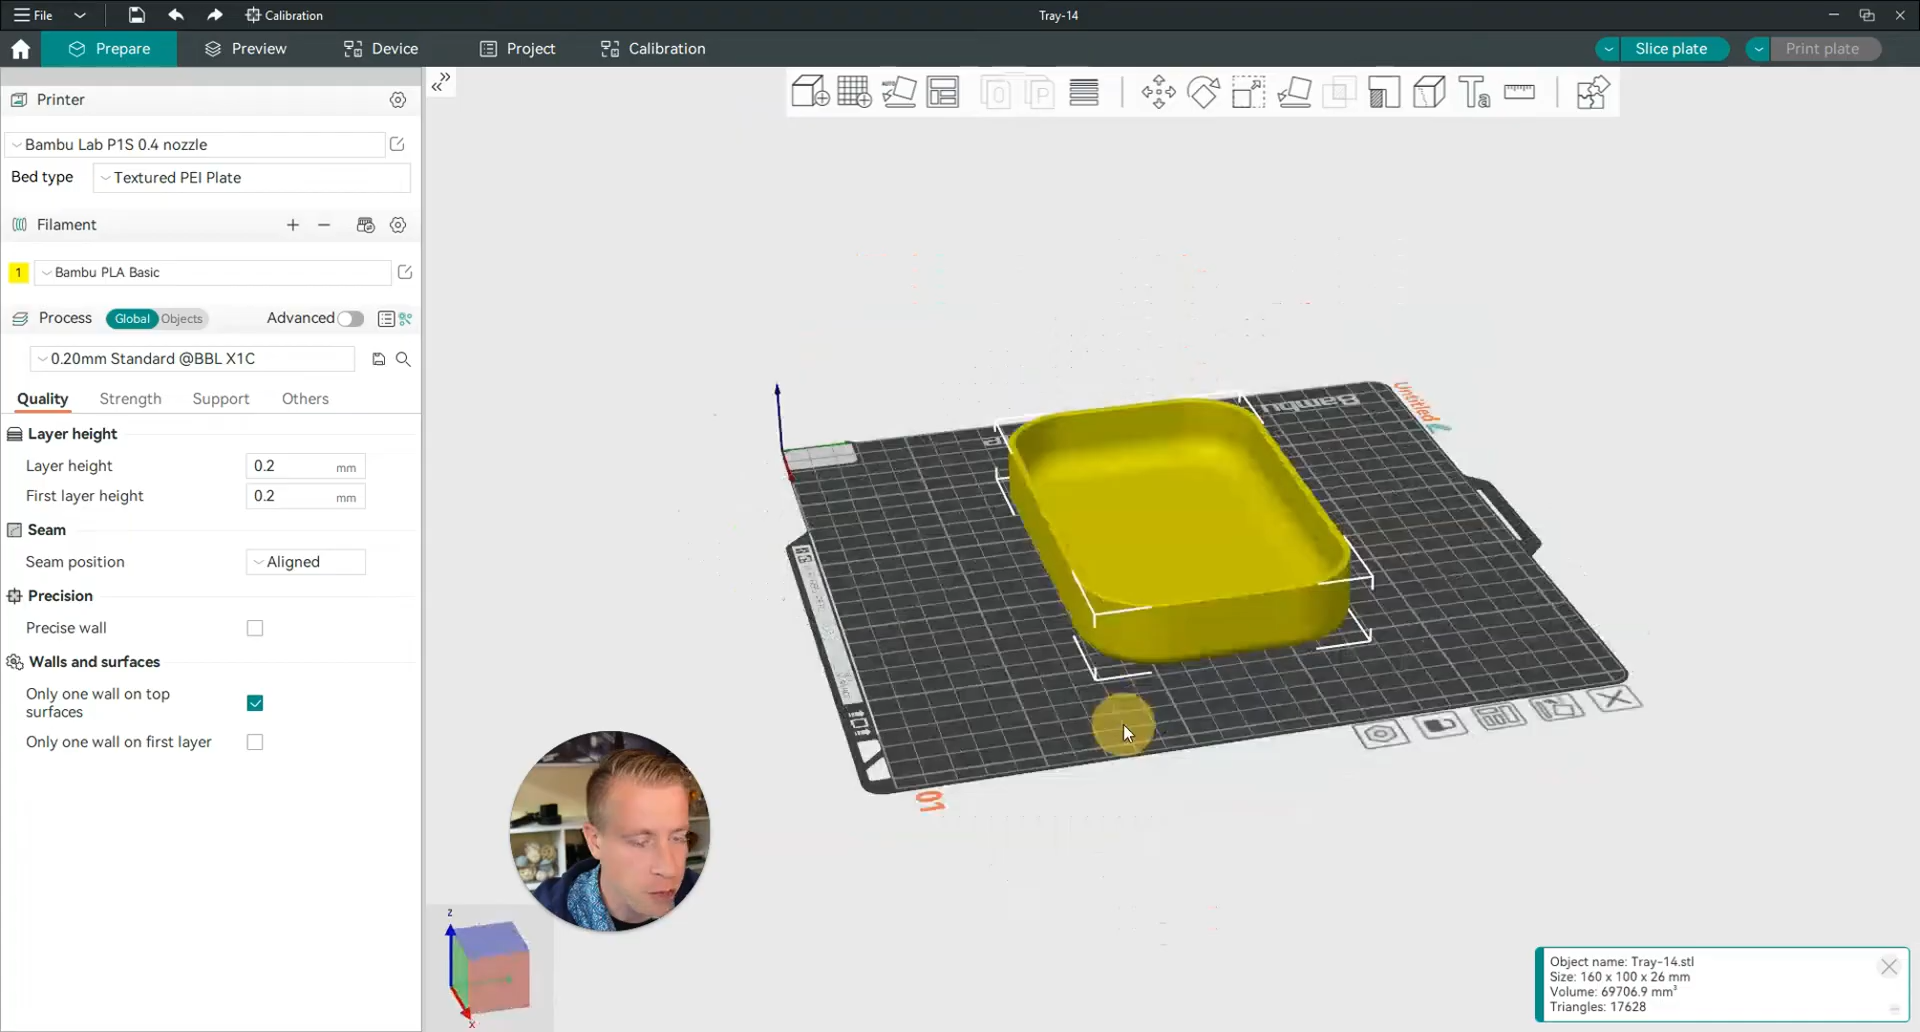 File
Calibration
Tray-14
Prepare
Preview
Device
Project
Calibration
Slice plate
Print plate
Printer
Bambu Lab P1S 0.4 nozzle
Bed type
Textured PEI Plate
Filament
1
Bambu PLA Basic
Process
Global
Objects
Advanced
0.20mm Standard @BBL X1C
Quality
Strength
Support
Others
Layer height
Layer height
0.2
mm
First layer height
0.2
mm
Seam
Seam position
Aligned
Precision
Precise wall
Walls and surfaces
Only one wall on top
surfaces
Only one wall on first layer
Untitled
Bambu
01
z
x
Object name: Tray-14.stl
Size: 160 x 100 x 26 mm
Volume: 69706.9 mm³
Triangles: 17628